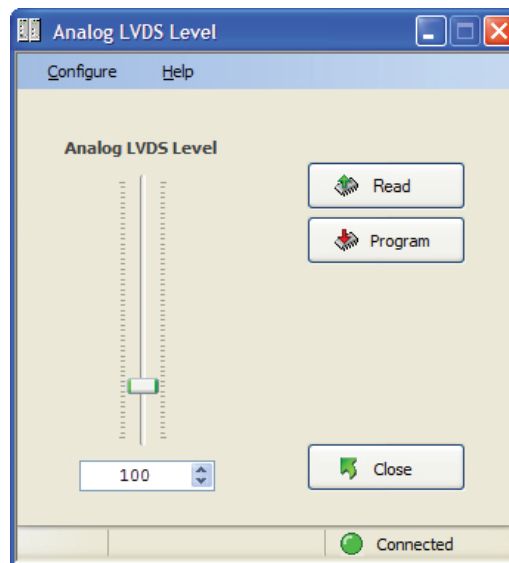 Analog LVDS Level
Configure Help
Analog LVDS Level
Read
Program
100
Close
Connected